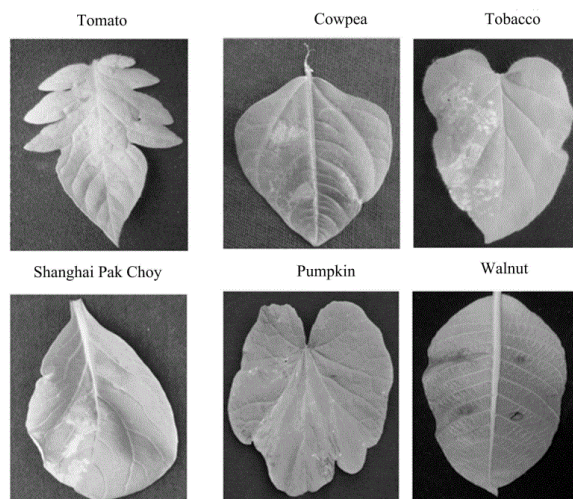 Tomato
Cowpea
Tobacco
Shanghai Pak Choy
Pumpkin
Walnut